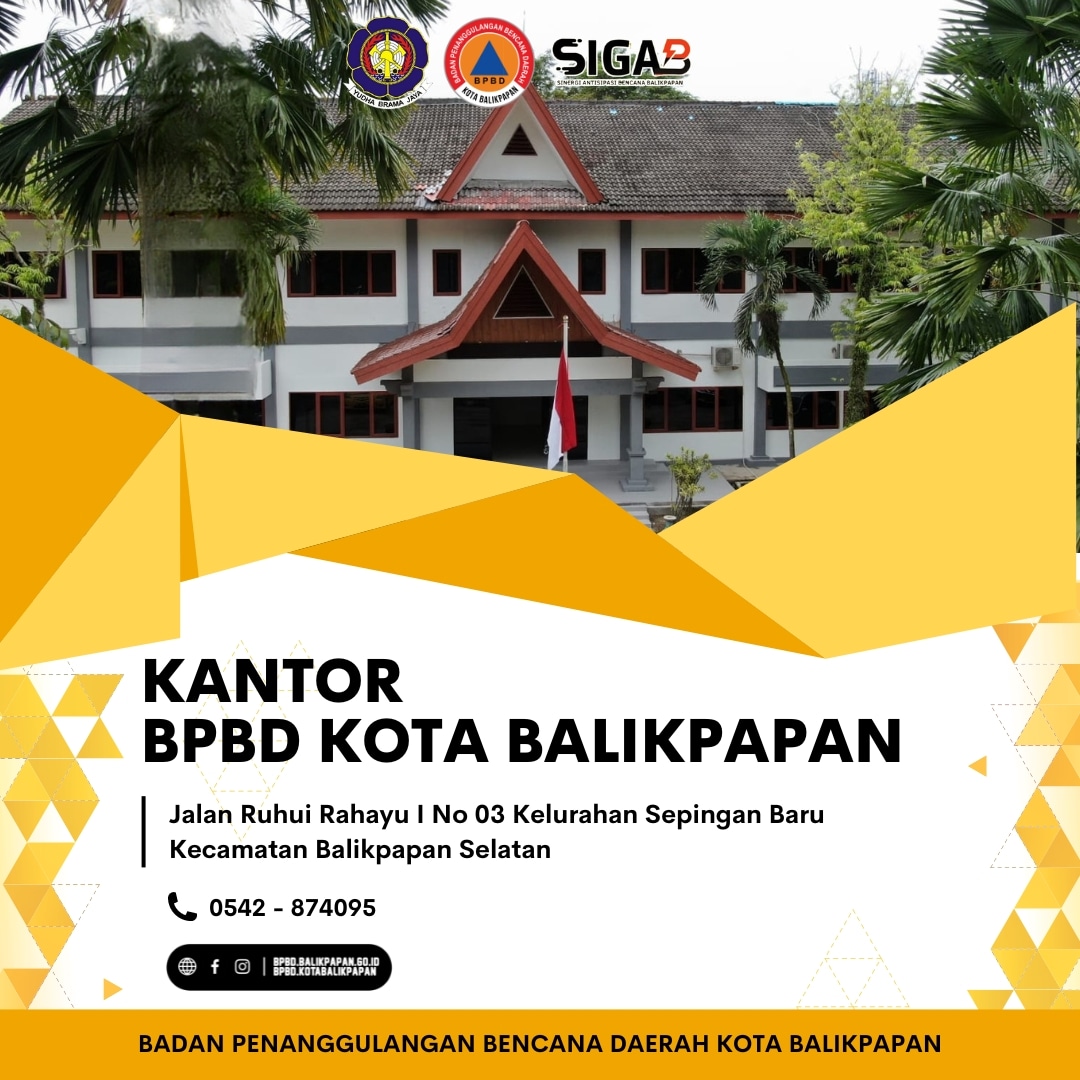 YUDHA BRAMA JAYA
BADAN PENANGGULANGAN BENCANA DAERAH
BPBD
KOTA BALIKPAPAN
SIGAB
SINERGI ANTISIPASI BENCANA BALIKPAPAN
KANTOR
BPBD KOTA BALIKPAPAN
Jalan Ruhui Rahayu I No 03 Kelurahan Sepingan Baru
Kecamatan Balikpapan Selatan
0542 - 874095
BPBD.BALIKPAPAN.GO.ID
BPBD.KOTABALIKPAPAN
BADAN PENANGGULANGAN BENCANA DAERAH KOTA BALIKPAPAN